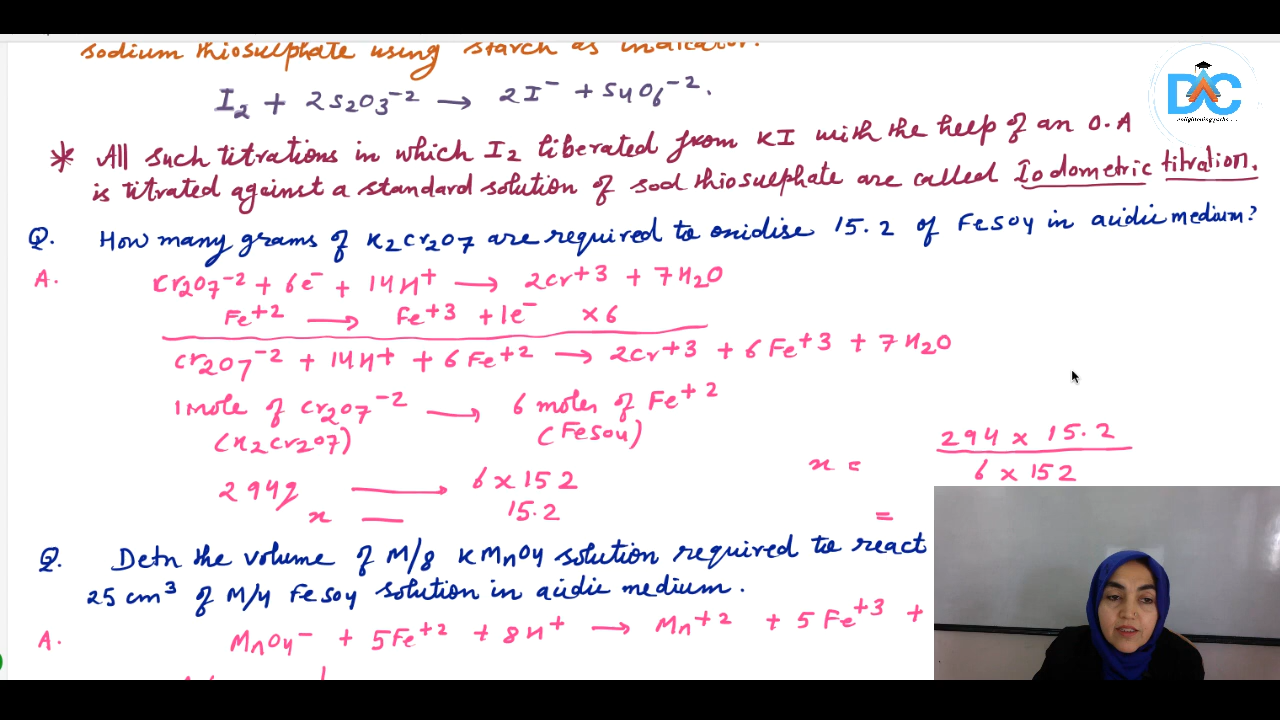 sodium thiosulphate using starch as indicator.
I2 + 2S2O3-2 → 2I- + S4O6-2.
* All such titrations in which I2 liberated from KI with the help of an O.A
is titrated against a standard solution of sod thiosulphate are called Iodometric titration.
Q. How many grams of K2Cr2O7 are required to oxidise 15.2 of FeSO4 in acidic medium?
A. Cr2O7-2 + 6e- + 14H+ → 2Cr+3 + 7H2O
Fe+2 → Fe+3 + 1e- × 6
Cr2O7-2 + 14H+ + 6Fe+2 → 2Cr+3 + 6Fe+3 + 7H2O
1 mole of Cr2O7-2 → 6 moles of Fe+2
(K2Cr2O7) (FeSO4)
294g → 6 × 152
x — 15.2
x = 294 × 15.2
6 × 152
=
Q. Detn the volume of M/8 KMnO4 solution required to react
25 cm3 of M/4 FeSO4 solution in acidic medium.
A. MnO4- + 5Fe+2 + 8H+ → Mn+2 + 5Fe+3 +
DAC